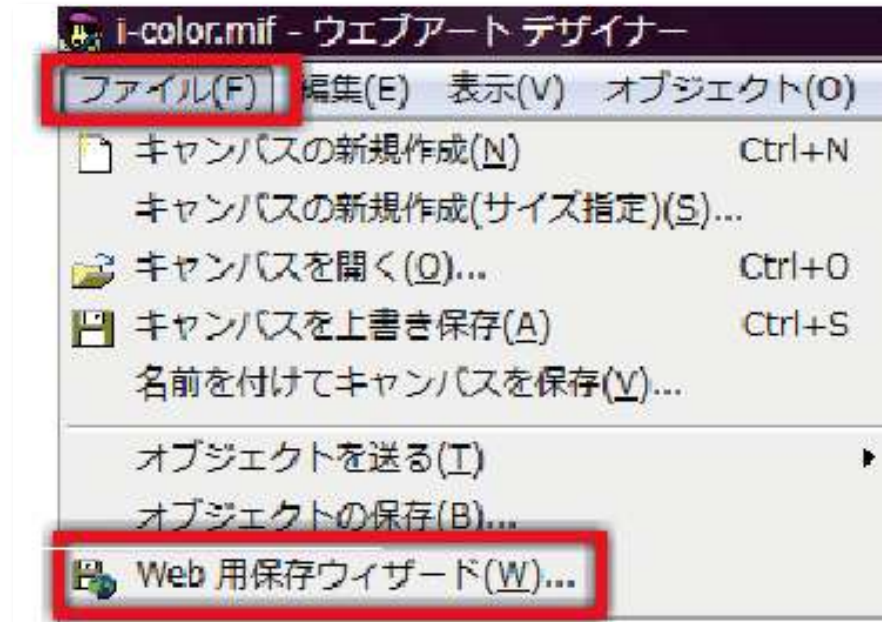 i-color.mif - ウェブアート デザイナー
ファイル(F) 編集(E) 表示(V) オブジェクト(O)
キャンバスの新規作成(N) Ctrl+N
キャンバスの新規作成(サイズ指定)(S)...
キャンバスを開く(O)... Ctrl+O
キャンバスを上書き保存(A) Ctrl+S
名前を付けてキャンバスを保存(V)...
オブジェクトを送る(T)
オブジェクトの保存(B)...
Web 用保存ウィザード(W)...